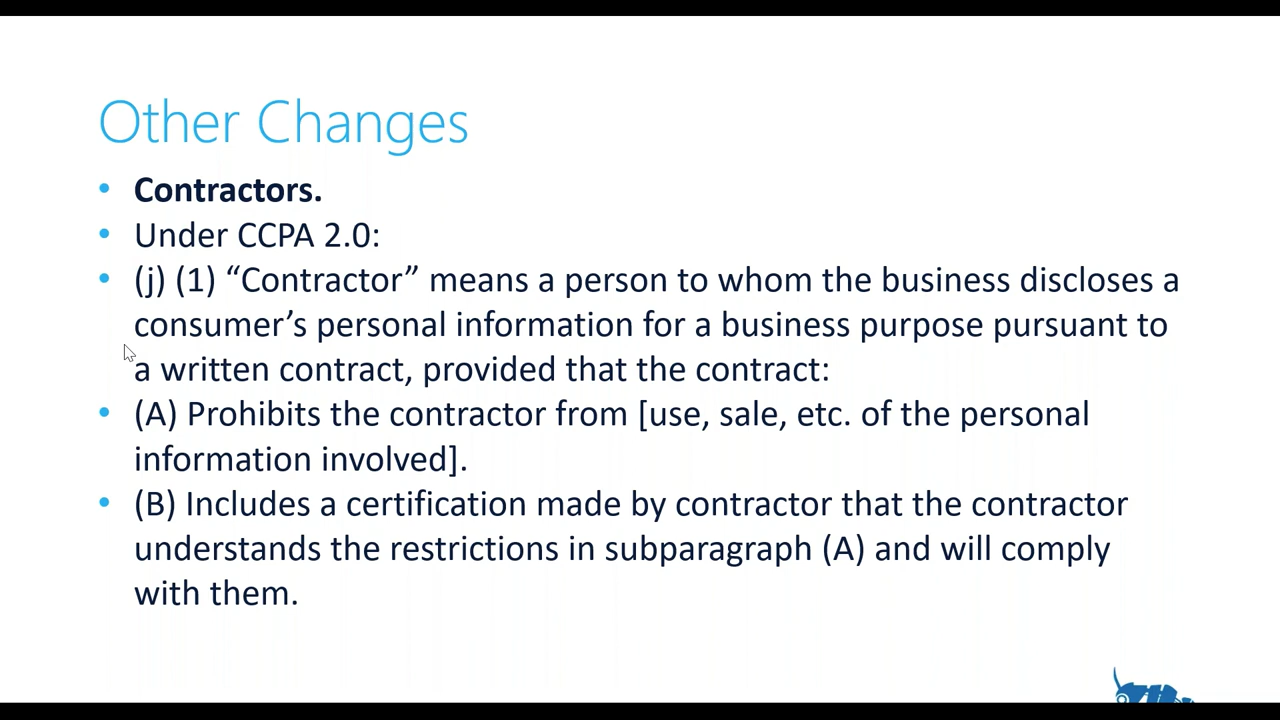 Other Changes
• Contractors.
• Under CCPA 2.0:
• (j) (1) “Contractor” means a person to whom the business discloses a
consumer’s personal information for a business purpose pursuant to
a written contract, provided that the contract:
• (A) Prohibits the contractor from [use, sale, etc. of the personal
information involved].
• (B) Includes a certification made by contractor that the contractor
understands the restrictions in subparagraph (A) and will comply
with them.